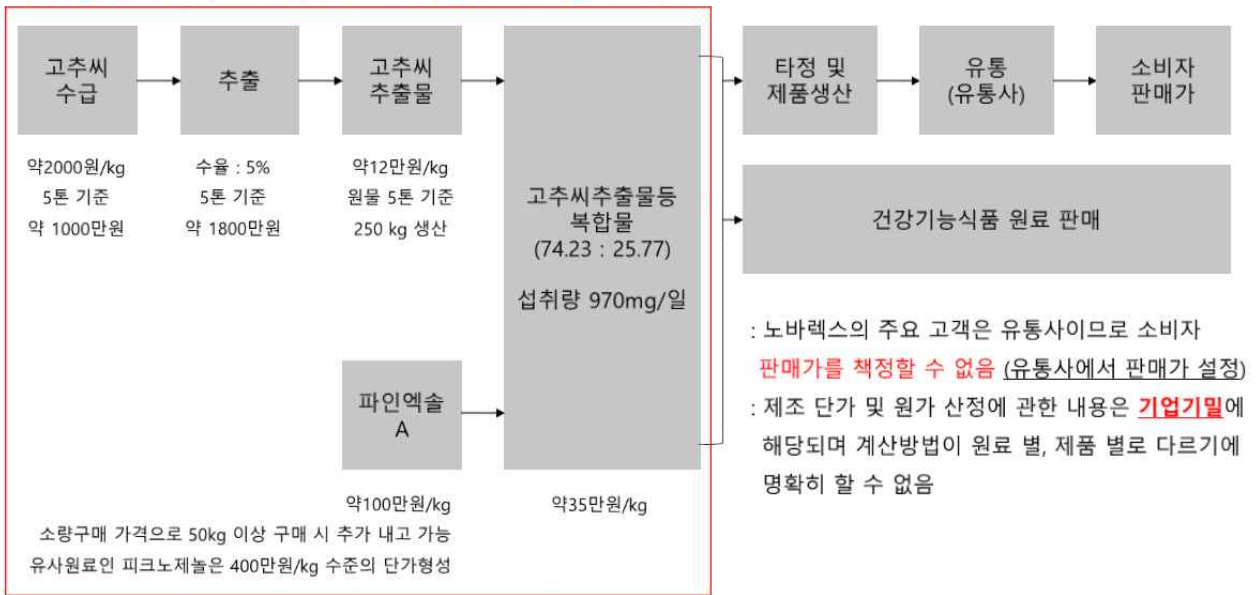 고추씨
수급
추출
고추씨
추출물
타정 및
제품생산
유통
(유통사)
소비자
판매가
약2000원/kg
5톤 기준
약 1000만원
수율 : 5%
5톤 기준
약 1800만원
약12만원/kg
원물 5톤 기준
250 kg 생산
고추씨추출물등
복합물
(74.23 : 25.77)
섭취량 970mg/일
건강기능식품 원료 판매
파인엑솔
A
약100만원/kg
약35만원/kg
소량구매 가격으로 50kg 이상 구매 시 추가 내고 가능
유사원료인 피크노제놀은 400만원/kg 수준의 단가형성
: 노바렉스의 주요 고객은 유통사이므로 소비자
판매가를 책정할 수 없음 (유통사에서 판매가 설정)
: 제조 단가 및 원가 산정에 관한 내용은 기업기밀에
해당되며 계산방법이 원료 별, 제품 별로 다르기에
명확히 할 수 없음